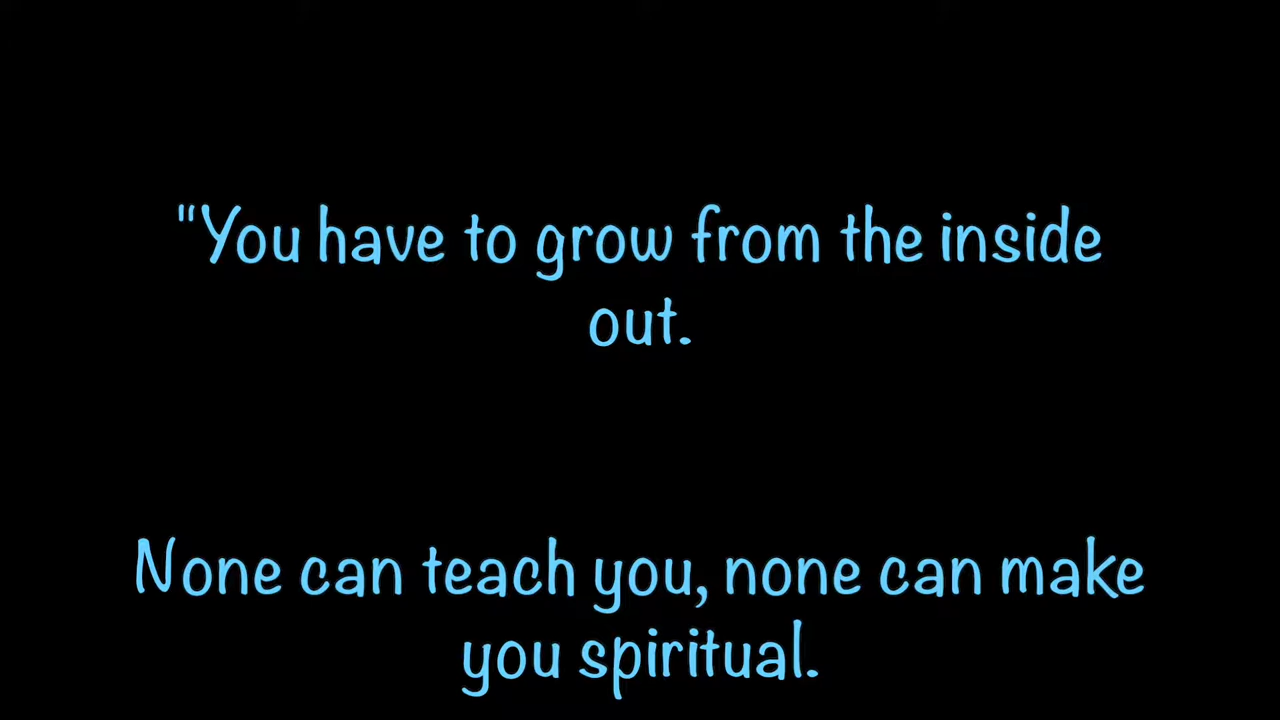 "You have to grow from the inside
out.
None can teach you, none can make
you spiritual.